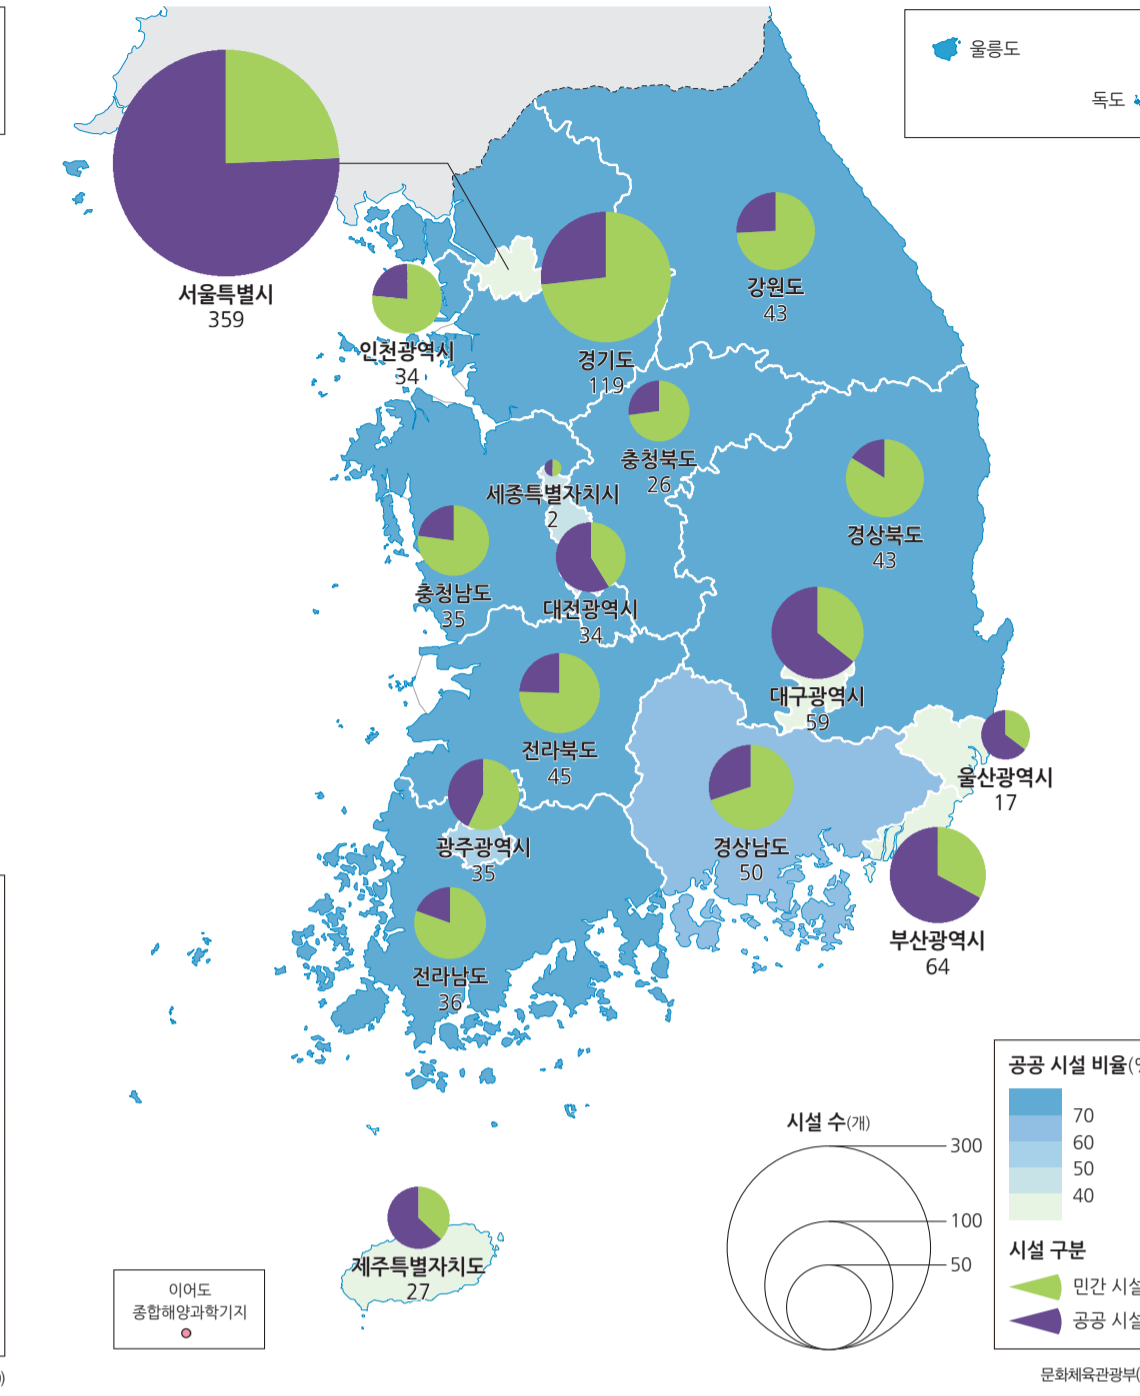 울릉도
독도
서울특별시
359
인천광역시
34
경기도
119
강원도
43
충청북도
26
세종특별자치시
2
충청남도
35
대전광역시
34
경상북도
43
대구광역시
59
전라북도
45
울산광역시
17
광주광역시
35
경상남도
50
부산광역시
64
전라남도
36
제주특별자치도
27
이어도
종합해양과학기지
시설 수(개)
300
100
50
공공 시설 비율(
70
60
50
40
시설 구분
민간 시설
공공 시설
문화체육관광부(
)